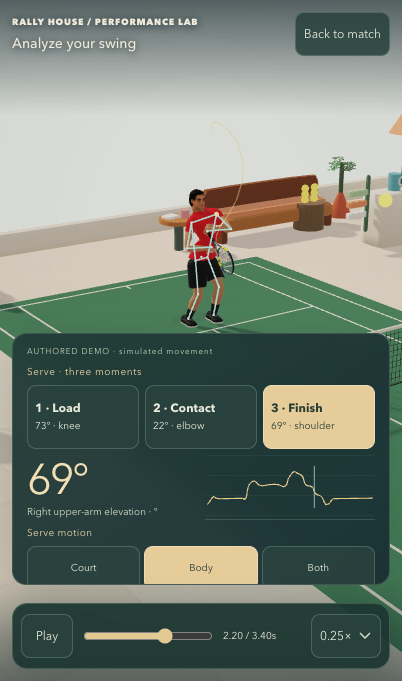 RALLY HOUSE / PERFORMANCE LAB
Analyze your swing
Back to match
AUTHORED DEMO · simulated movement
Serve · three moments
1 · Load
73° · knee
2 · Contact
22° · elbow
3 · Finish
69° · shoulder
69°
Right upper-arm elevation · °
Serve motion
Court
Body
Both
Play
2.20 / 3.40s
0.25×